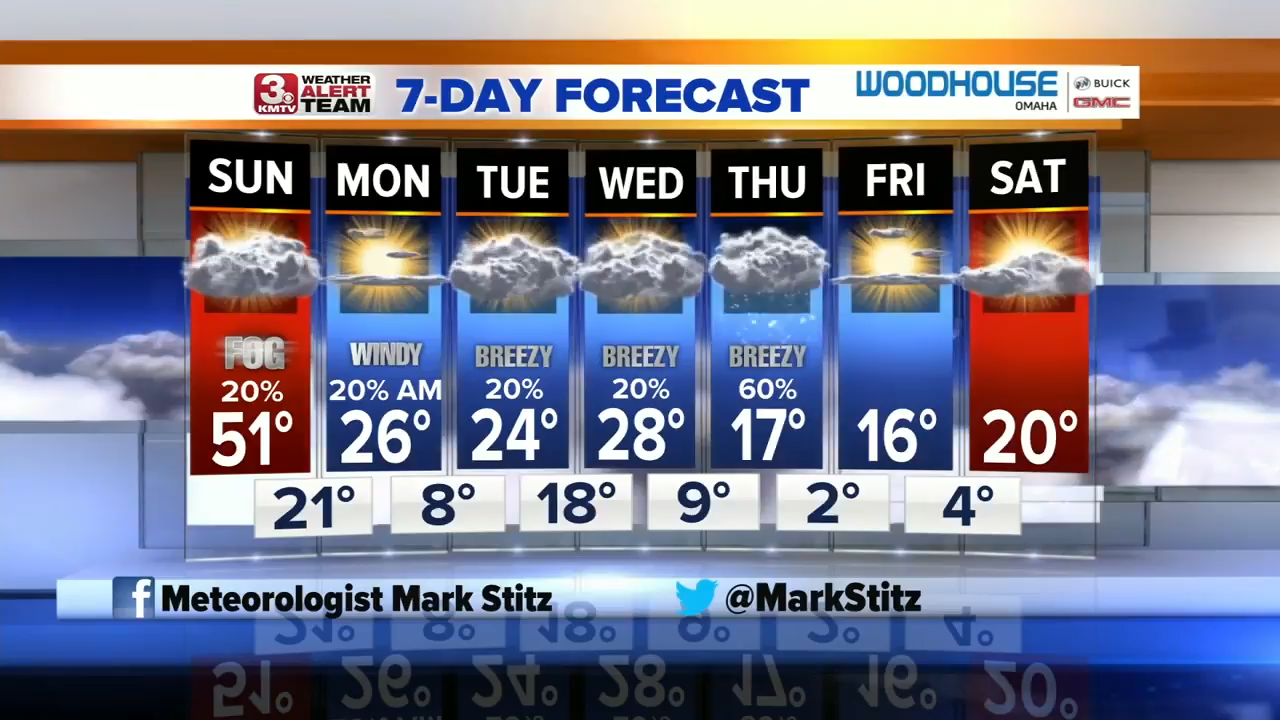 3 KMTV WEATHER ALERT TEAM 7-DAY FORECAST WOODHOUSE OMAHA BUICK GMC
SUN MON TUE WED THU FRI SAT
FOG WINDY BREEZY BREEZY BREEZY
20% 20% AM 20% 20% 60%
51° 26° 24° 28° 17° 16° 20°
21° 8° 18° 9° 2° 4°
f Meteorologist Mark Stitz @MarkStitz